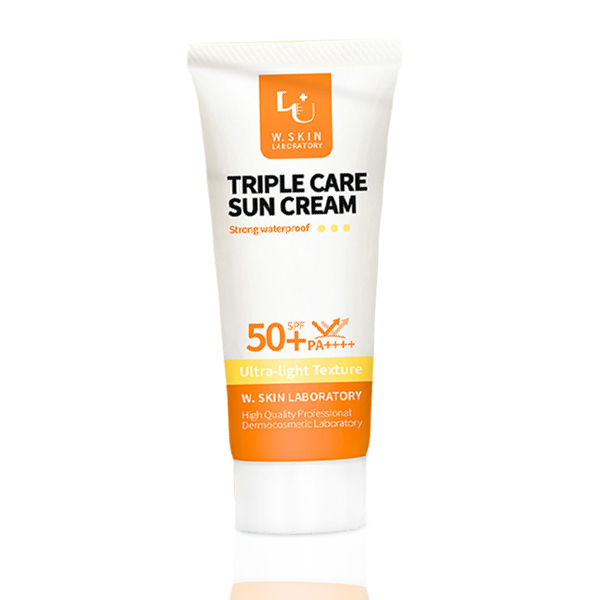 W. SKIN
LABORATORY
TRIPLE CARE
SUN CREAM
Strong waterproof
50+ SPF
PA++++
Ultra-light Texture
W. SKIN LABORATORY
High Quality Professional
Dermocosmetic Laboratory